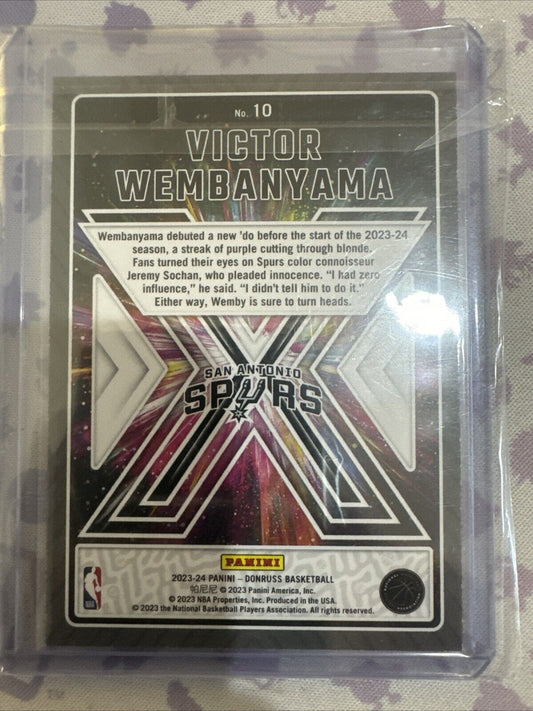 No. 10
VICTOR
WEMBANYAMA
Wembanyama debuted a new 'do before the start of the 2023-24
season, a streak of purple cutting through blonde.
Fans turned their eyes on Spurs color connoisseur
Jeremy Sochan, who pleaded innocence. “I had zero
influence,” he said. “I didn't tell him to do it.”
Either way, Wemby is sure to turn heads.
SAN ANTONIO
SPURS
PANINI
2023-24 PANINI – DONRUSS BASKETBALL
帕尼尼 © 2023 Panini America, Inc.
© 2023 NBA Properties, Inc. Produced in the USA.
© 2023 the National Basketball Players Association. All rights reserved.